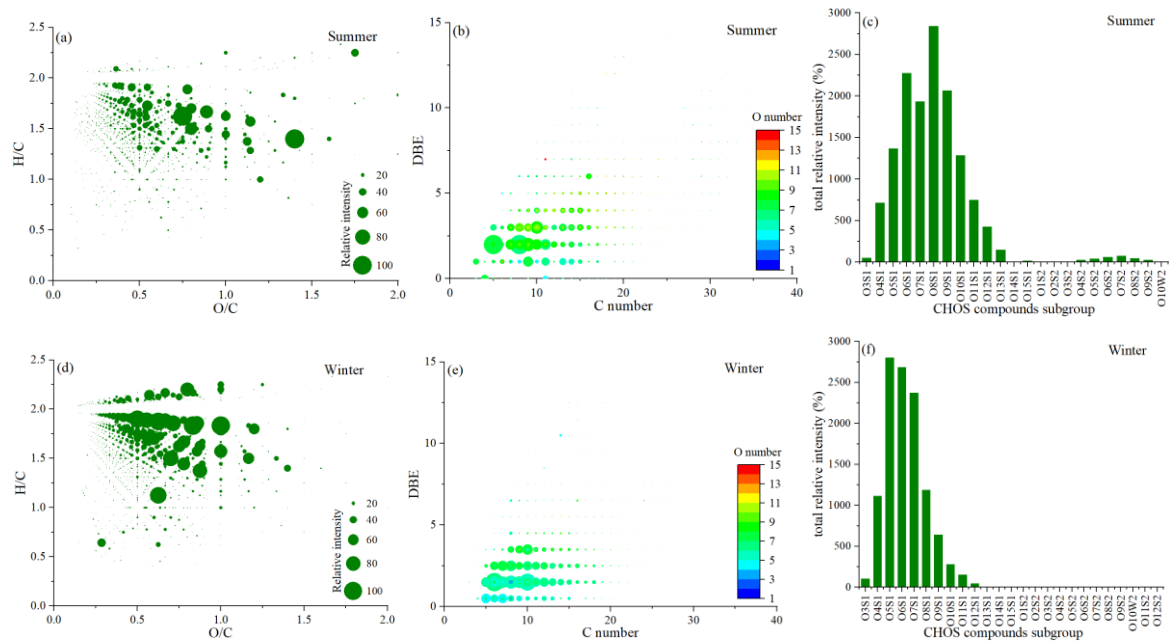 (a) Summer
H/C
2.5
2.0
1.5
1.0
0.5
0.0
0.0 0.5 1.0 1.5 2.0
O/C
Relative intensity
20
40
60
80
100
(b) Summer
DBE
15
10
5
0
0 10 20 30 40
C number
O number
15
13
11
9
7
5
3
1
(c) Summer
total relative intensity (%)
3000
2500
2000
1500
1000
500
0
O3S1 O4S1 O5S1 O6S1 O7S1 O8S1 O9S1 O10S1 O11S1 O12S1 O13S1 O14S1 O15S1 O1S2 O2S2 O3S2 O4S2 O5S2 O6S2 O7S2 O8S2 O9S2 O10W2
CHOS compounds subgroup
(d) Winter
H/C
2.5
2.0
1.5
1.0
0.5
0.0
0.0 0.5 1.0 1.5 2.0
O/C
Relative intensity
20
40
60
80
100
(e) Winter
DBE
15
10
5
0
0 10 20 30 40
C number
O number
15
13
11
9
7
5
3
1
(f) Winter
total relative intensity (%)
3000
2500
2000
1500
1000
500
0
O3S1 O4S1 O5S1 O6S1 O7S1 O8S1 O9S1 O10S1 O11S1 O12S1 O13S1 O14S1 O15S1 O1S2 O2S2 O3S2 O4S2 O5S2 O6S2 O7S2 O8S2 O9S2 O10W2 O11S2 O12S2
CHOS compounds subgroup